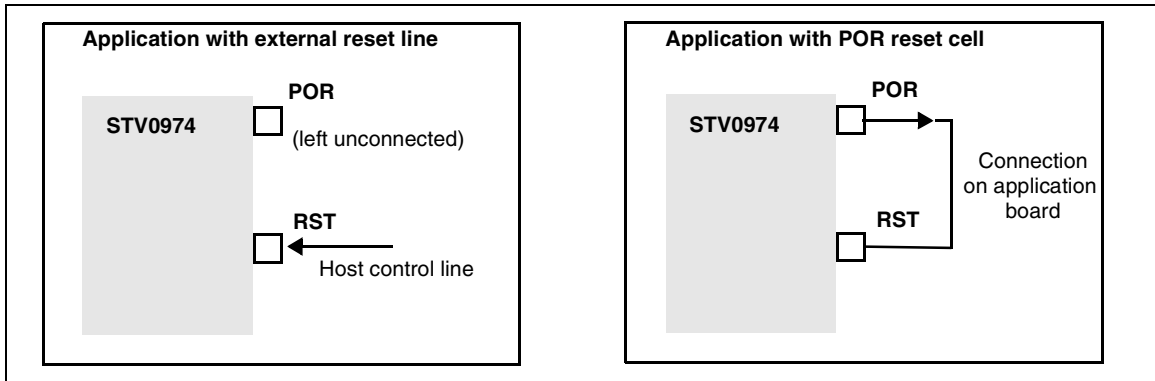 Application with external reset line
POR
STV0974
(left unconnected)
RST
Host control line
Application with POR reset cell
POR
STV0974
Connection
on application
board
RST